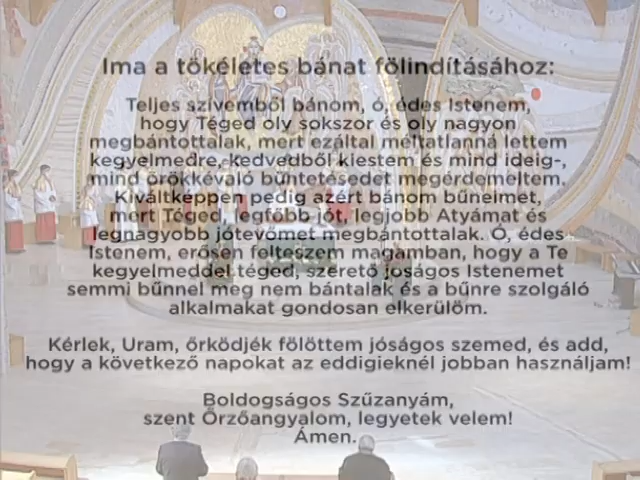 Ima a tökéletes bánat fölindításához:
Teljes szívemből bánom, ó, édes Istenem,
hogy Téged oly sokszor és oly nagyon
megbántottalak, mert ezáltal méltatlanná lettem
kegyelmedre, kedvedből kiestem és mind ideig-,
mind örökkévaló büntetésedet megérdemeltem.
Kiváltképpen pedig azért bánom bűneimet,
mert Téged, legfőbb jót, legjobb Atyámat és
legnagyobb jótevőmet megbántottalak. Ó, édes
Istenem, erősen felteszem magamban, hogy a Te
kegyelmeddel téged, szerető jóságos Istenemet
semmi bűnnel meg nem bántalak és a bűnre szolgáló
alkalmakat gondosan elkerülöm.
Kérlek, Uram, őrködjék fölöttem jóságos szemed, és add,
hogy a következő napokat az eddigieknél jobban használjam!
Boldogságos Szűzanyám,
szent Őrzőangyalom, legyetek velem!
Ámen.